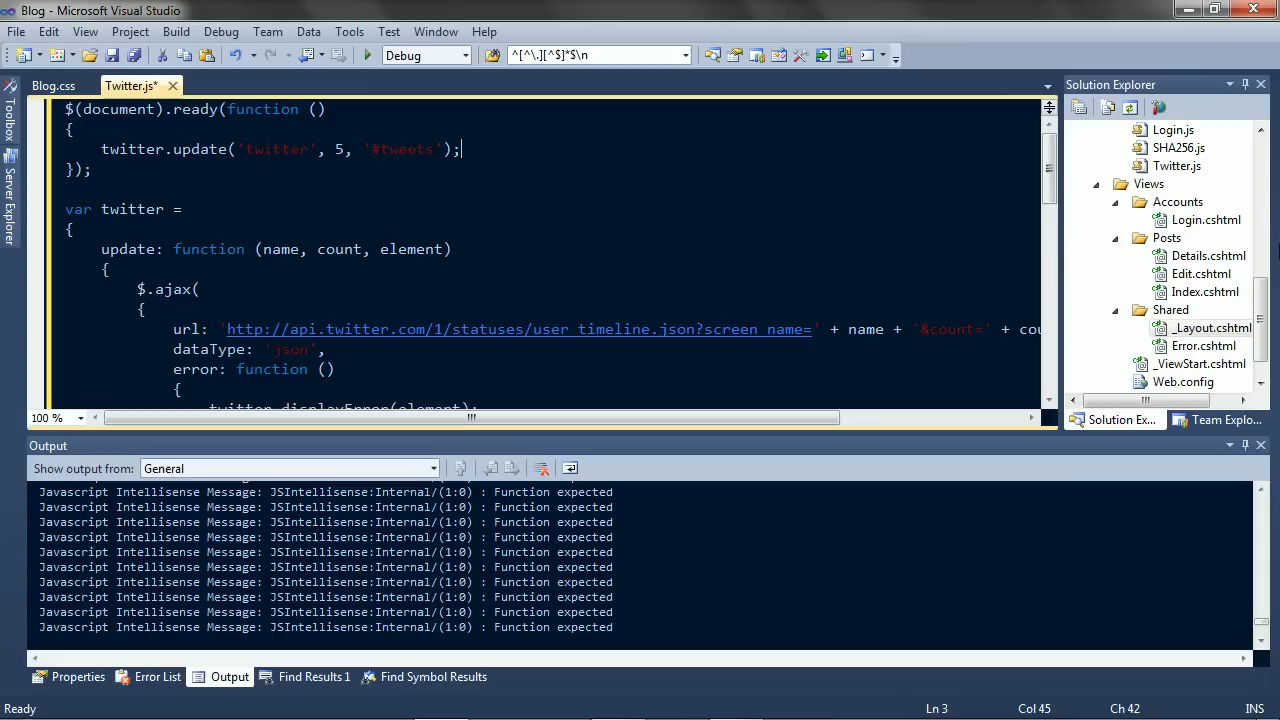 Blog - Microsoft Visual Studio
File Edit View Project Build Debug Team Data Tools Test Window Help
Debug
^[^\.][^$]*$\n
Blog.css
Twitter.js*
$(document).ready(function ()
{
twitter.update('twitter', 5, '#tweets');
});
var twitter =
{
update: function (name, count, element)
{
$.ajax(
{
url: 'http://api.twitter.com/1/statuses/user_timeline.json?screen_name=' + name + '&count=' + cou
dataType: 'json',
error: function ()
{
twitter.displayError(element);
100 %
Toolbox
Server Explorer
Solution Explorer
Login.js
SHA256.js
Twitter.js
Views
Accounts
Login.cshtml
Posts
Details.cshtml
Edit.cshtml
Index.cshtml
Shared
_Layout.cshtml
Error.cshtml
_ViewStart.cshtml
Web.config
Solution Ex...
Team Explo...
Output
Show output from: General
Javascript Intellisense Message: JSIntellisense:Internal/(1:0) : Function expected
Javascript Intellisense Message: JSIntellisense:Internal/(1:0) : Function expected
Javascript Intellisense Message: JSIntellisense:Internal/(1:0) : Function expected
Javascript Intellisense Message: JSIntellisense:Internal/(1:0) : Function expected
Javascript Intellisense Message: JSIntellisense:Internal/(1:0) : Function expected
Javascript Intellisense Message: JSIntellisense:Internal/(1:0) : Function expected
Javascript Intellisense Message: JSIntellisense:Internal/(1:0) : Function expected
Javascript Intellisense Message: JSIntellisense:Internal/(1:0) : Function expected
Javascript Intellisense Message: JSIntellisense:Internal/(1:0) : Function expected
Javascript Intellisense Message: JSIntellisense:Internal/(1:0) : Function expected
Properties Error List Output Find Results 1 Find Symbol Results
Ready Ln 3 Col 45 Ch 42 INS